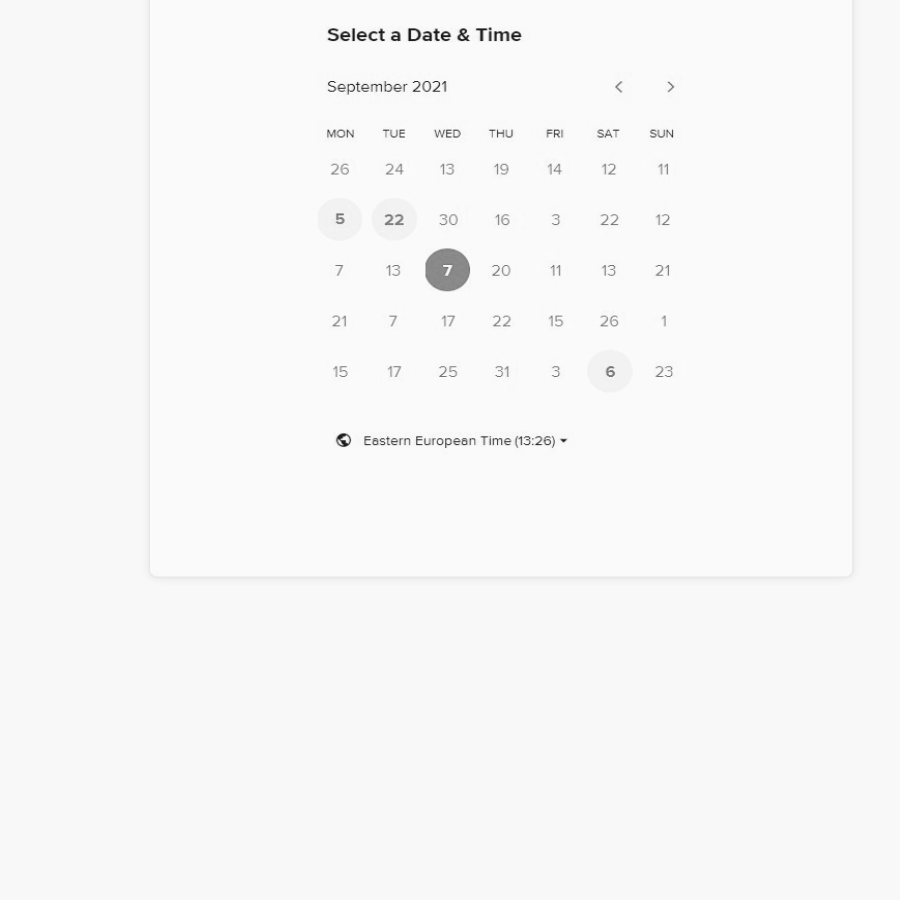 Select a Date & Time
September 2021
MON TUE WED THU FRI SAT SUN
26 24 13 19 14 12 11
5 22 30 16 3 22 12
7 13 7 20 11 13 21
21 7 17 22 15 26 1
15 17 25 31 3 6 23
Eastern European Time (13:26)